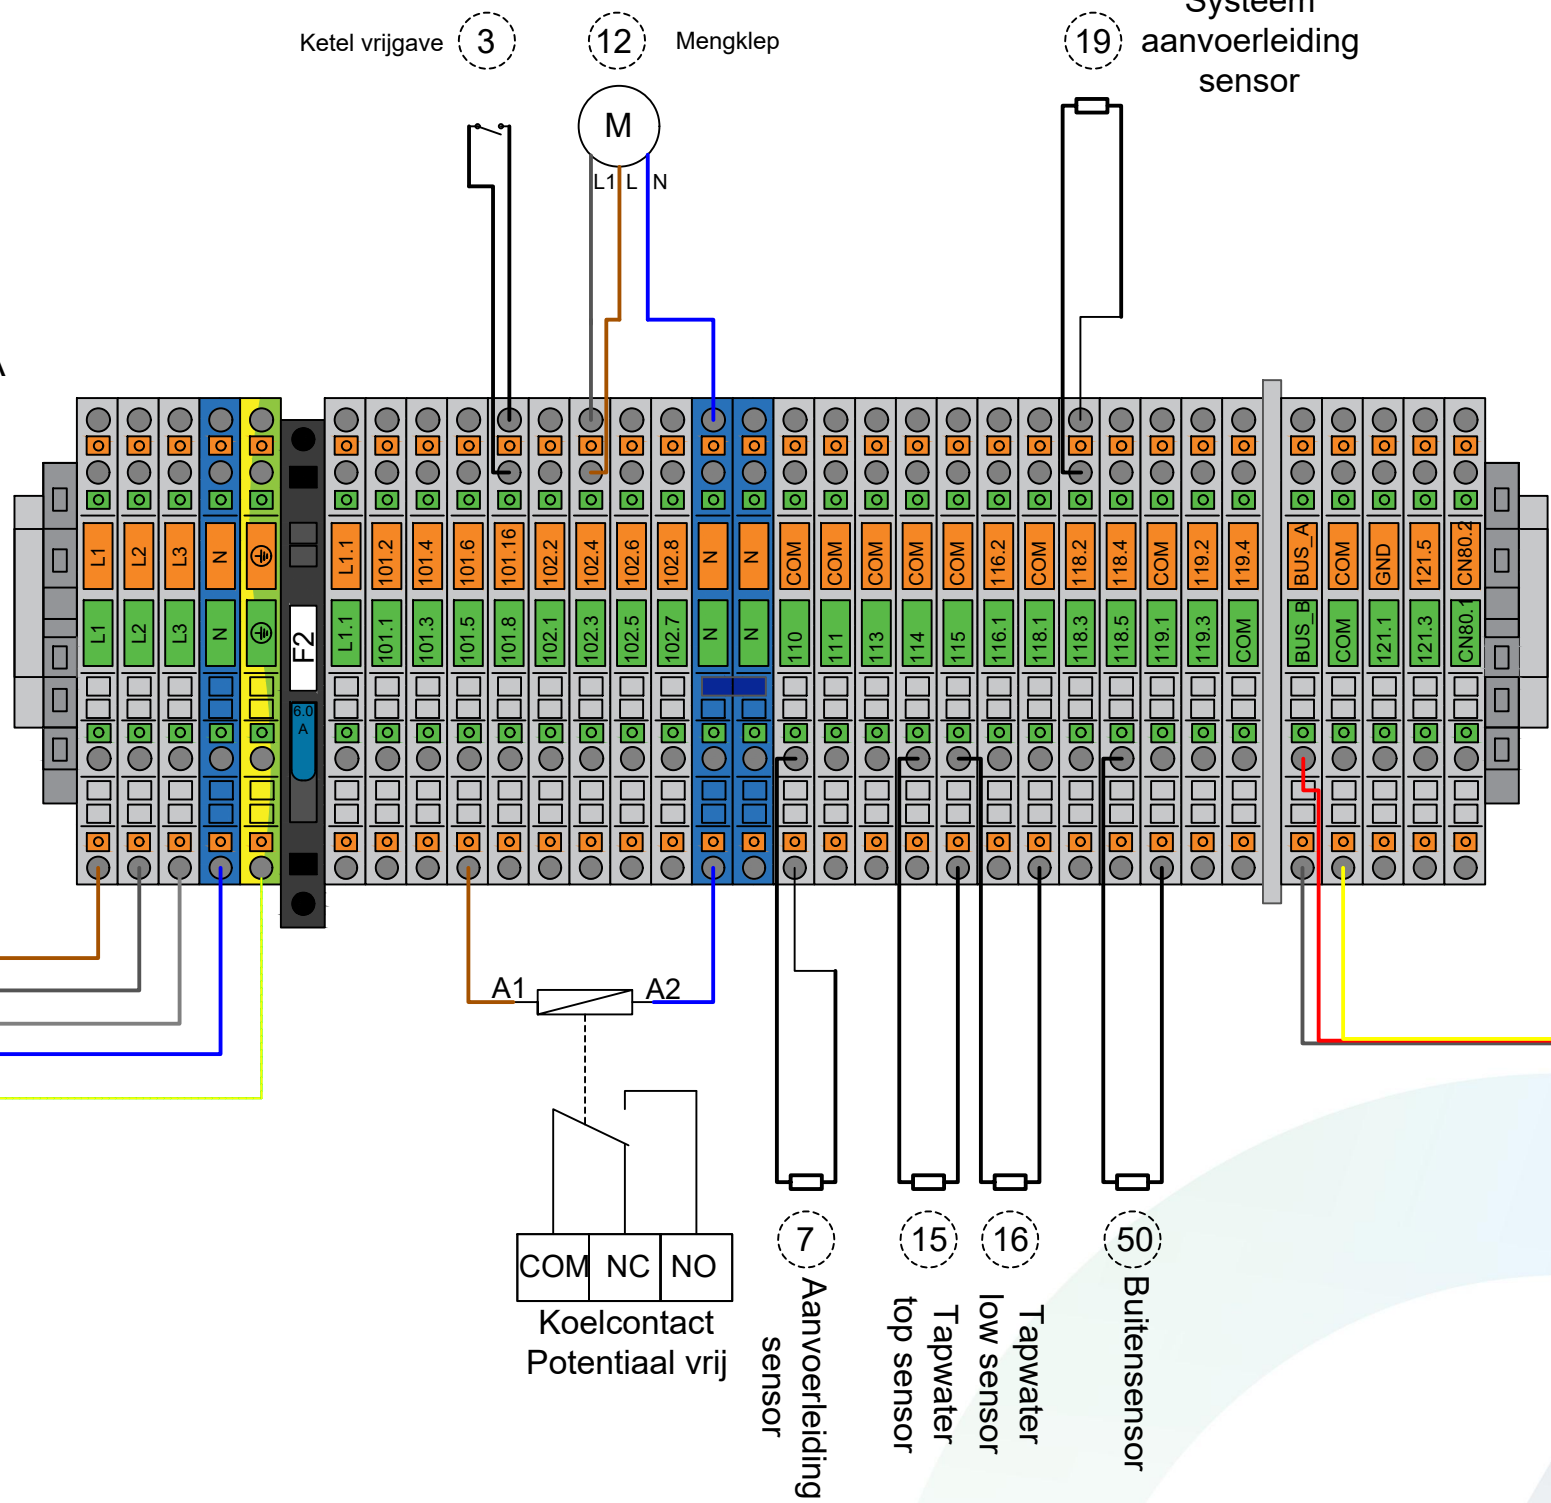 Systeem
Ketel vrijgave 3 12 Mengklep 19 aanvoerleiding
sensor
M
L1 L N
L1 L2 L3 N L1.1 101.2 101.4 101.6 101.16 102.2 102.4 102.6 102.8 N N COM COM COM COM COM 116.2 COM 118.2 118.4 COM 119.2 119.4 BUS_A COM GND 121.5 CN80.2
L1 L2 L3 N F2 L1.1 101.1 101.3 101.5 101.8 102.1 102.3 102.5 102.7 N N 110 111 113 114 115 116.1 118.1 118.3 118.5 119.1 119.3 COM BUS_B COM 121.1 121.3 CN80.1
6.0
A
A1 A2
COM NC NO
Koelcontact
Potentiaal vrij
7
Aanvoerleiding
sensor
15
Tapwater
top sensor
16
Tapwater
low sensor
50
Buitensensor